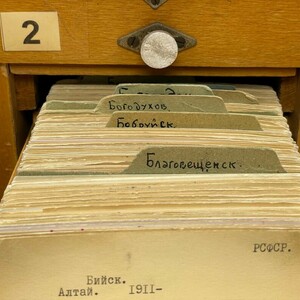 2
Богодухов.
Бобруйск.
Благовещенск.
РСФСР.
Бийск.
Алтай. 1911-